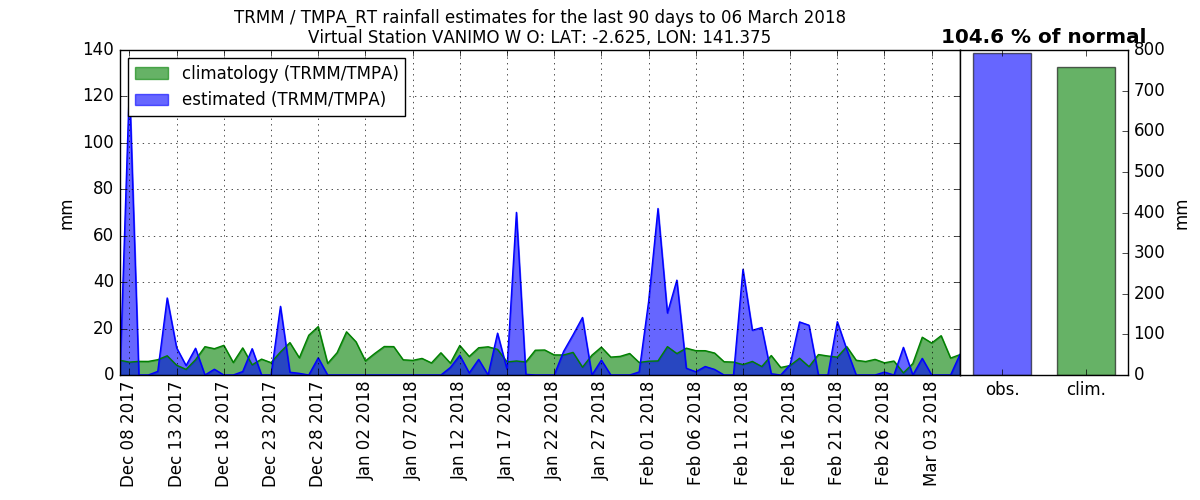 TRMM / TMPA_RT rainfall estimates for the last 90 days to 06 March 2018
Virtual Station VANIMO W O: LAT: -2.625, LON: 141.375
104.6 % of normal
climatology (TRMM/TMPA)
estimated (TRMM/TMPA)
140
120
100
80
60
40
20
0
mm
Dec 08 2017
Dec 13 2017
Dec 18 2017
Dec 23 2017
Dec 28 2017
Jan 02 2018
Jan 07 2018
Jan 12 2018
Jan 17 2018
Jan 22 2018
Jan 27 2018
Feb 01 2018
Feb 06 2018
Feb 11 2018
Feb 16 2018
Feb 21 2018
Feb 26 2018
Mar 03 2018
800
700
600
500
400
300
200
100
0
mm
obs.
clim.